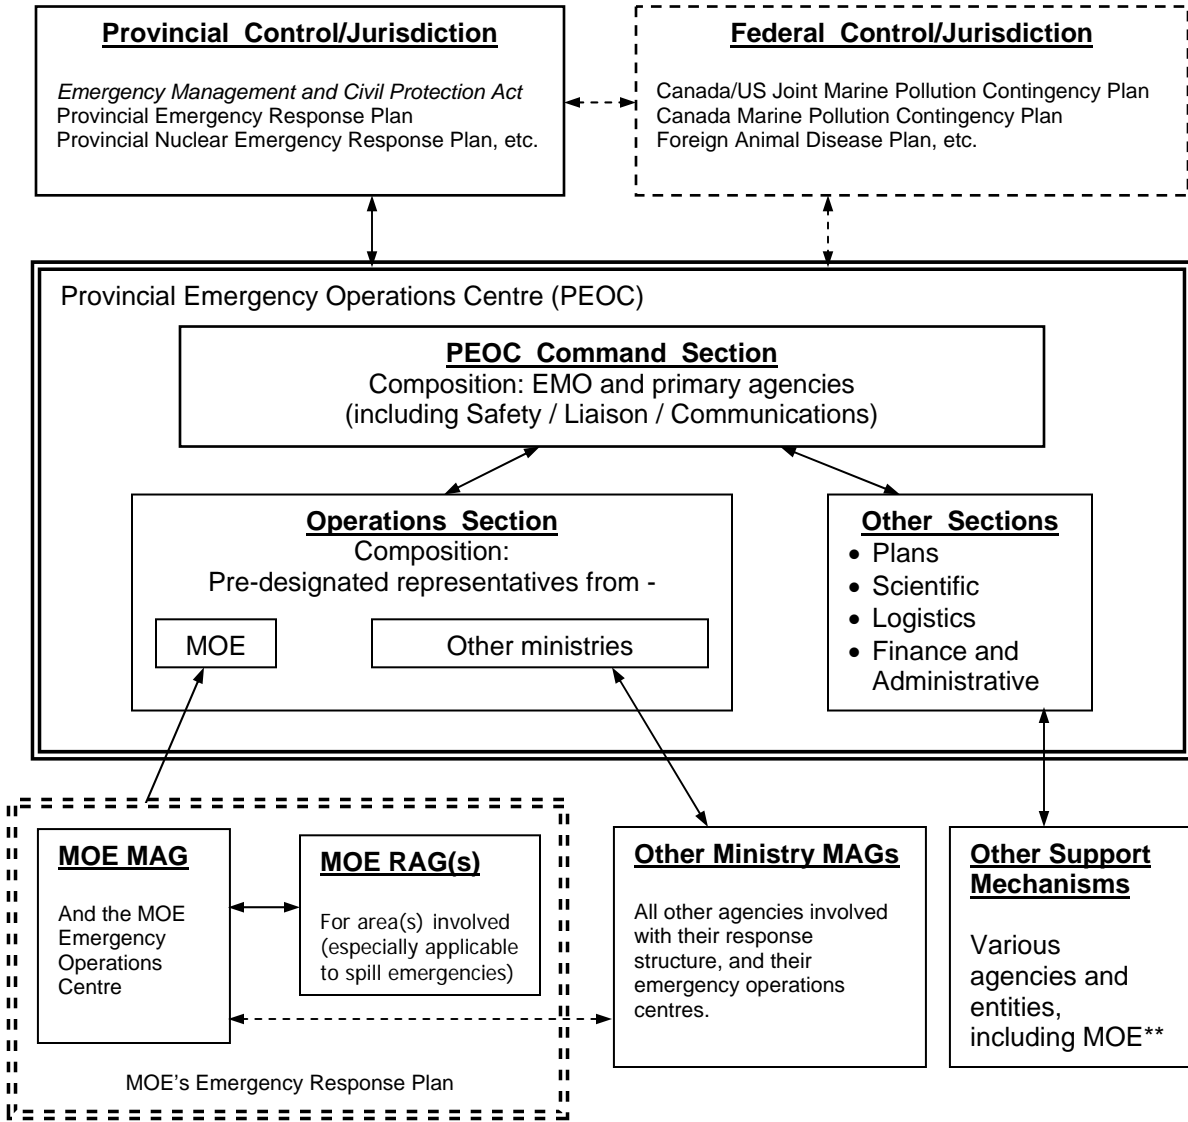 Provincial Control/Jurisdiction
Emergency Management and Civil Protection Act
Provincial Emergency Response Plan
Provincial Nuclear Emergency Response Plan, etc.
Federal Control/Jurisdiction
Canada/US Joint Marine Pollution Contingency Plan
Canada Marine Pollution Contingency Plan
Foreign Animal Disease Plan, etc.
Provincial Emergency Operations Centre (PEOC)
PEOC Command Section
Composition: EMO and primary agencies
(including Safety / Liaison / Communications)
Operations Section
Composition:
Pre-designated representatives from -
MOE
Other ministries
Other Sections
• Plans
• Scientific
• Logistics
• Finance and
Administrative
MOE MAG
And the MOE
Emergency
Operations
Centre
MOE RAG(s)
For area(s) involved
(especially applicable
to spill emergencies)
MOE's Emergency Response Plan
Other Ministry MAGs
All other agencies involved
with their response
structure, and their
emergency operations
centres.
Other Support
Mechanisms
Various
agencies and
entities,
including MOE**